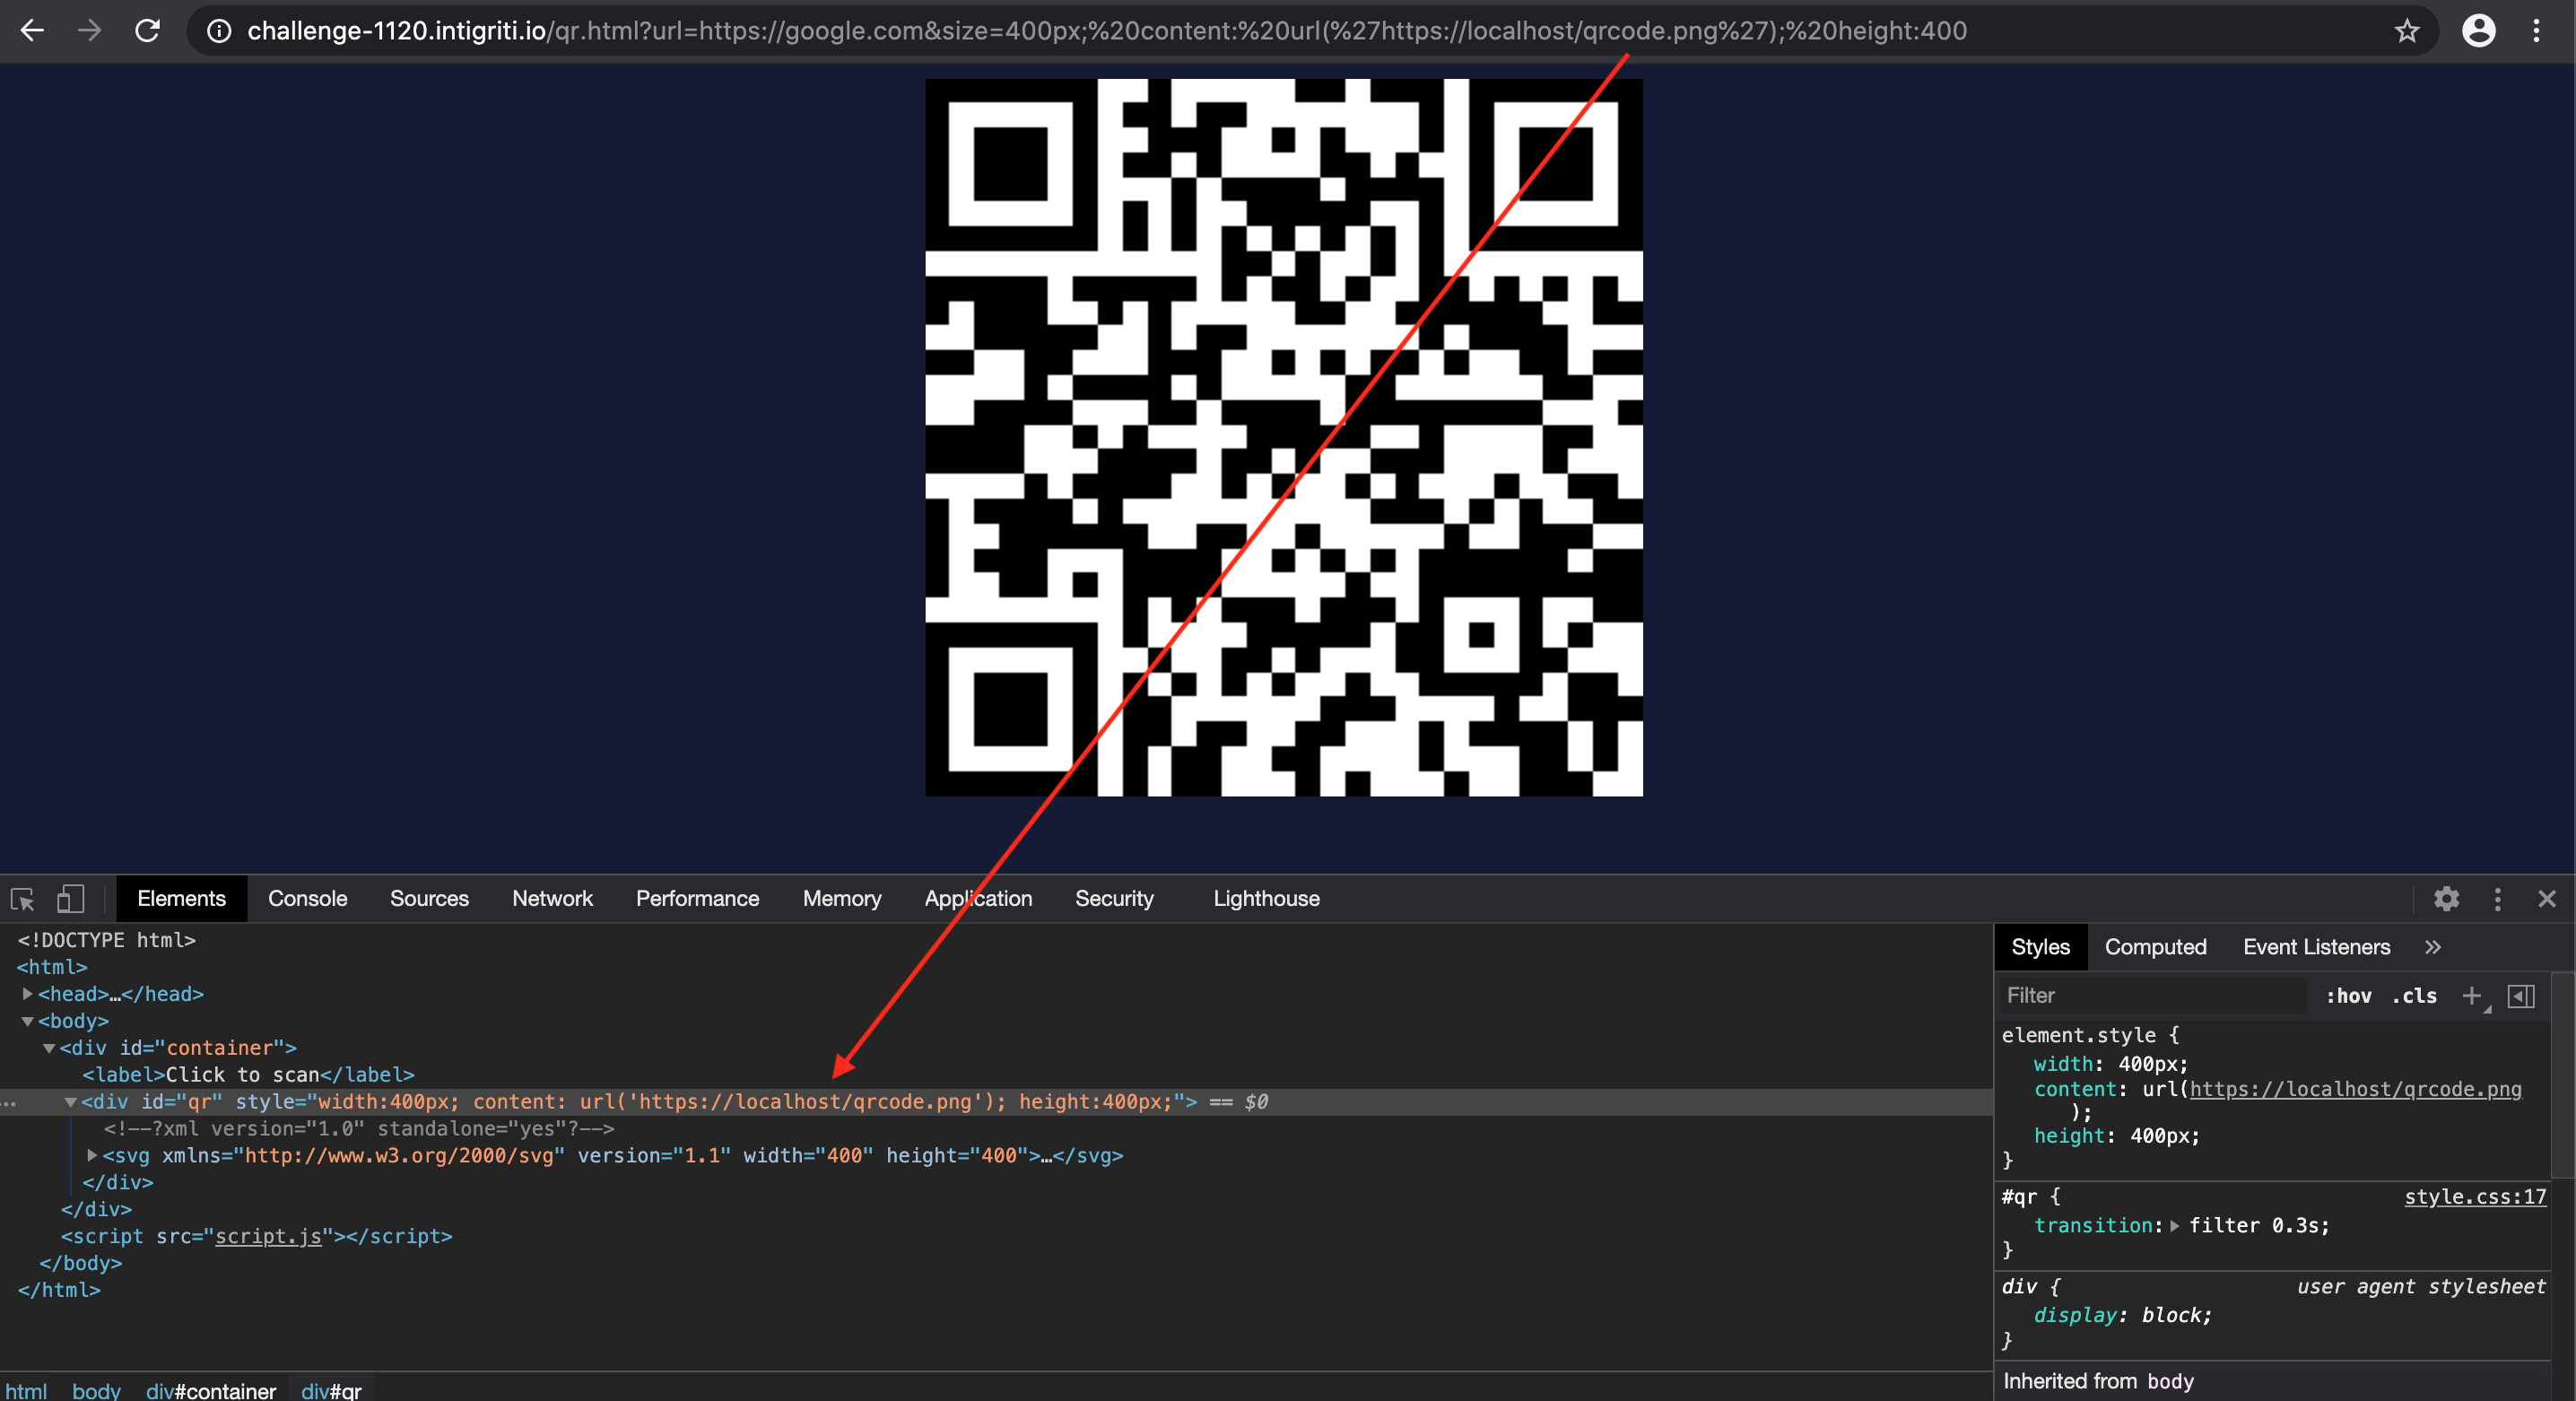 challenge-1120.intigriti.io/qr.html?url=https://google.com&size=400px;%20content:%20url(%27https://localhost/qrcode.png%27);%20height:400
Elements Console Sources Network Performance Memory Application Security Lighthouse
<!DOCTYPE html>
<html>
<head>…</head>
<body>
<div id="container">
<label>Click to scan</label>
<div id="qr" style="width:400px; content: url('https://localhost/qrcode.png'); height:400px;"> == $0
<!--?xml version="1.0" standalone="yes"?-->
<svg xmlns="http://www.w3.org/2000/svg" version="1.1" width="400" height="400">…</svg>
</div>
</div>
<script src="script.js"></script>
</body>
</html>
html body div#container div#qr
Styles Computed Event Listeners »
Filter :hov .cls +
element.style {
width: 400px;
content: url(https://localhost/qrcode.png
);
height: 400px;
}
#qr { style.css:17
transition: filter 0.3s;
}
div { user agent stylesheet
display: block;
}
Inherited from body